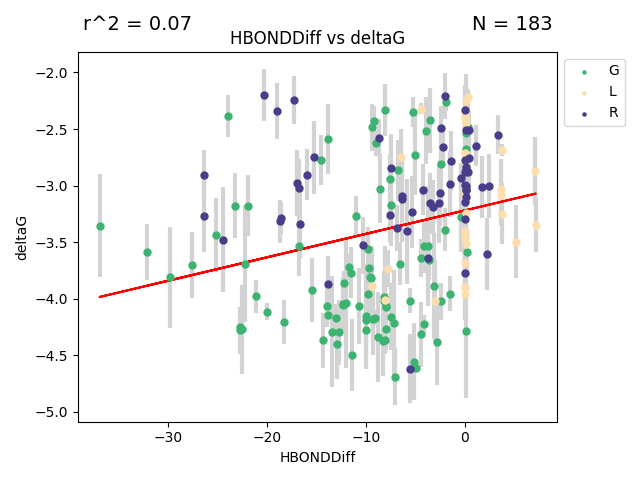 r^2 = 0.07
N = 183
HBONDDiff vs deltaG
−2.0
−2.5
−3.0
−3.5
−4.0
−4.5
−5.0
deltaG
−30
−20
−10
0
HBONDDiff
G
L
R